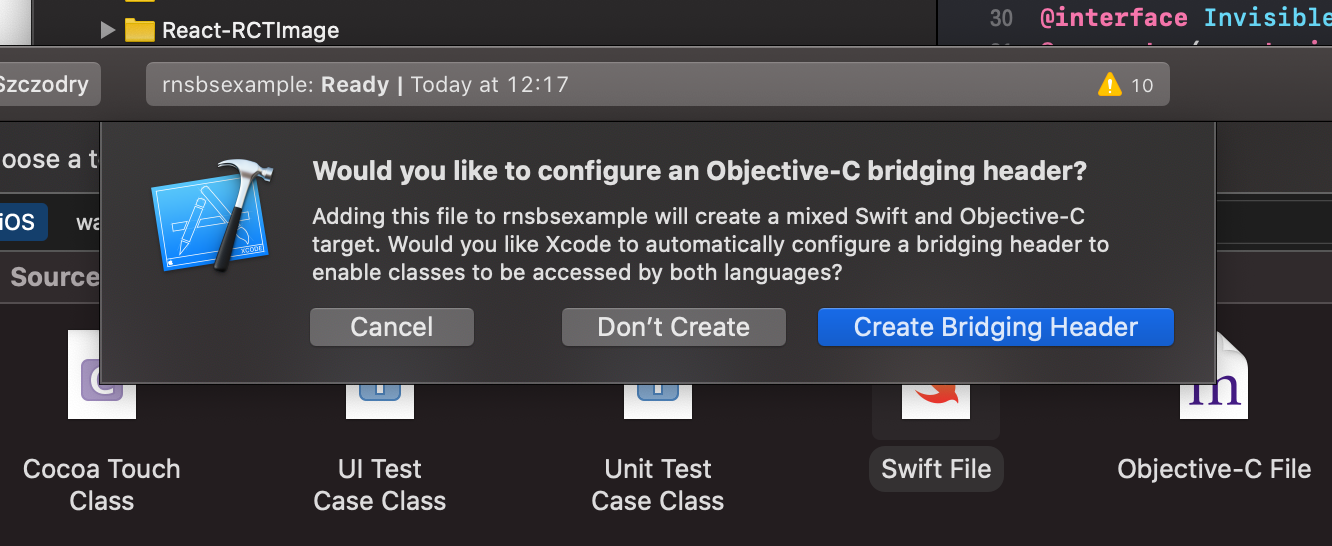 React-RCTImage
30 @interface Invisible
Szczodry
rnsbsexample: Ready | Today at 12:17
10
oose a t
Would you like to configure an Objective-C bridging header?
Adding this file to rnsbsexample will create a mixed Swift and Objective-C
target. Would you like Xcode to automatically configure a bridging header to
enable classes to be accessed by both languages?
iOS
wa
Source
Cancel
Don't Create
Create Bridging Header
XCODE
C
m
Cocoa Touch
Class
UI Test
Case Class
Unit Test
Case Class
Swift File
Objective-C File